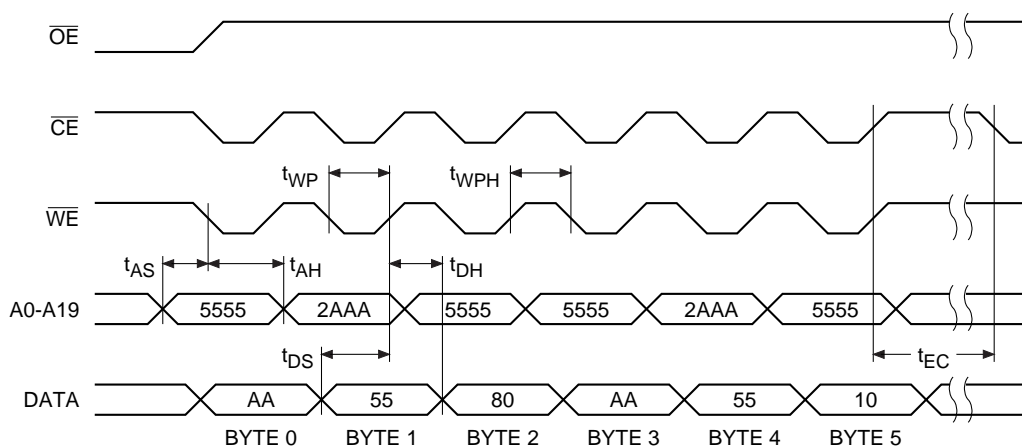 OE
CE
tWP
tWPH
WE
tAS
tAH
tDH
A0-A19
5555
2AAA
5555
5555
2AAA
5555
tDS
tEC
DATA
AA
55
80
AA
55
10
BYTE 0
BYTE 1
BYTE 2
BYTE 3
BYTE 4
BYTE 5